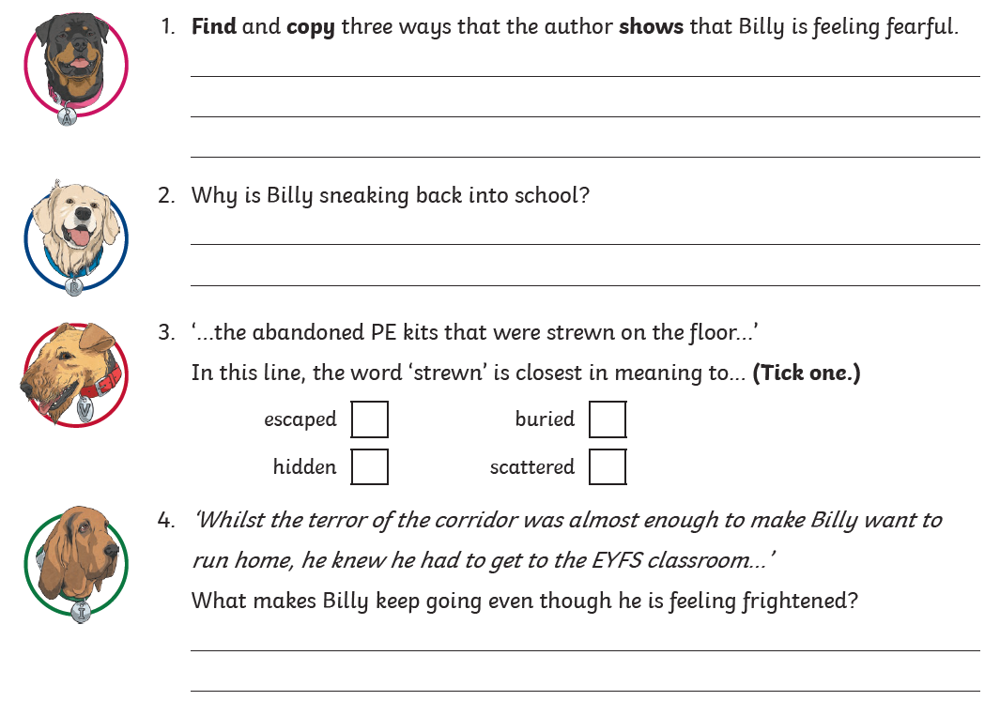 1. Find and copy three ways that the author shows that Billy is feeling fearful.
A
2. Why is Billy sneaking back into school?
R
3. ‘...the abandoned PE kits that were strewn on the floor...’
In this line, the word ‘strewn’ is closest in meaning to... (Tick one.)
V
escaped buried
hidden scattered
4. ‘Whilst the terror of the corridor was almost enough to make Billy want to
run home, he knew he had to get to the EYFS classroom...’
What makes Billy keep going even though he is feeling frightened?
I